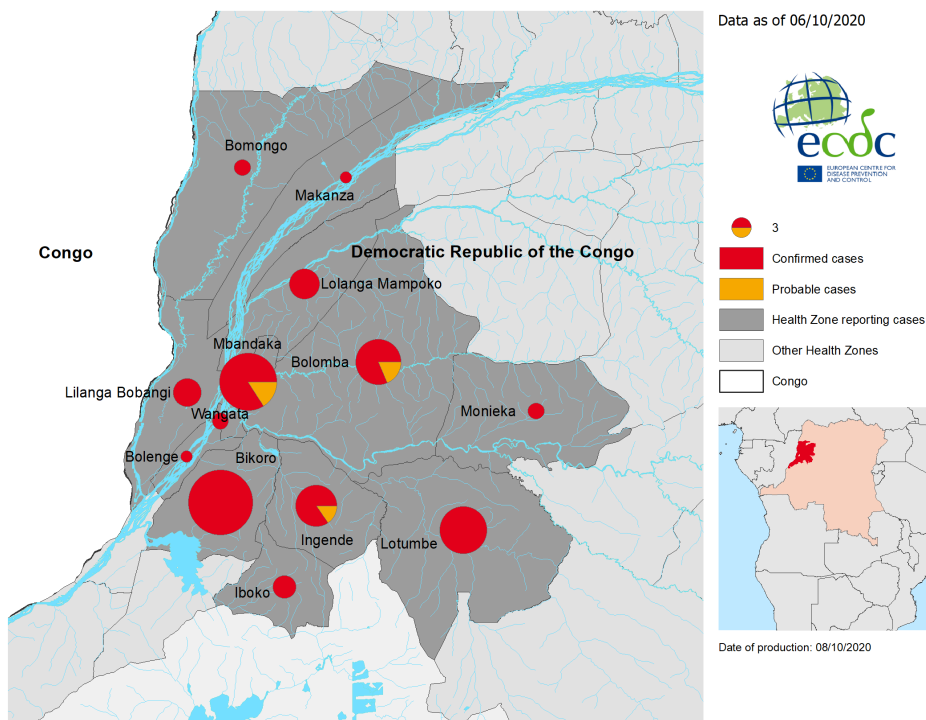 Data as of 06/10/2020
ecdc
EUROPEAN CENTRE FOR
DISEASE PREVENTION
AND CONTROL
3
Confirmed cases
Probable cases
Health Zone reporting cases
Other Health Zones
Congo
Date of production: 08/10/2020
Bomongo
Makanza
Congo
Democratic Republic of the Congo
Lolanga Mampoko
Mbandaka
Bolomba
Lilanga Bobangi
Wangata
Monieka
Bolenge
Bikoro
Ingende
Lotumbe
Iboko